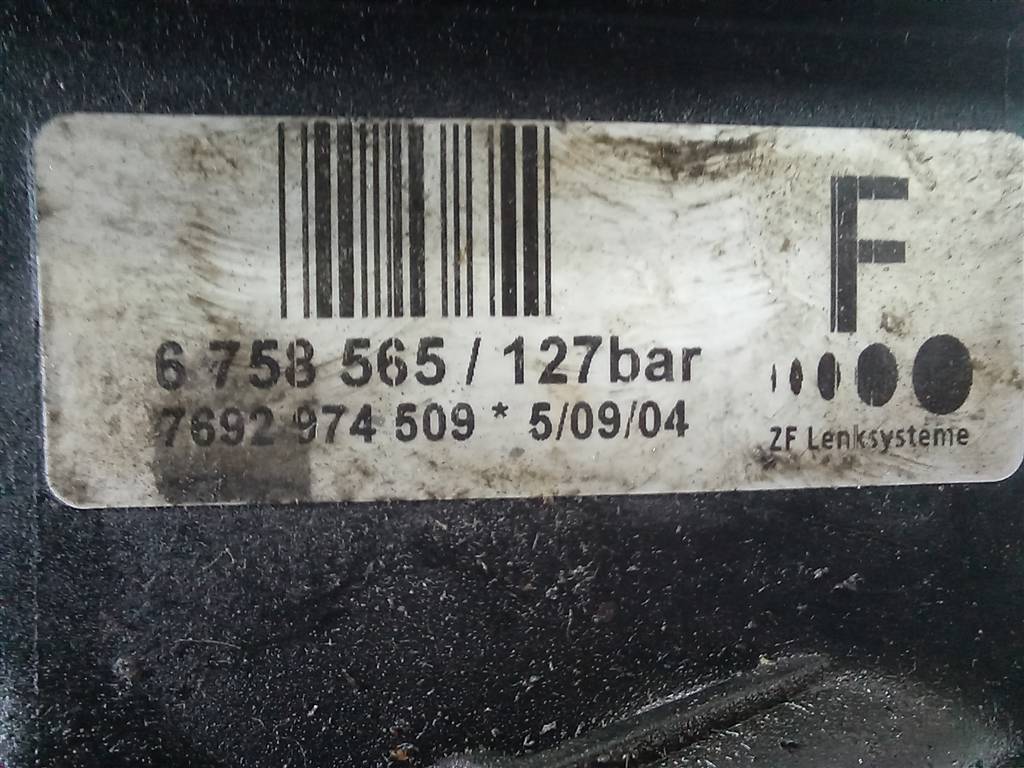 F
6 758 565 / 127bar
7692 974 509 * 5/09/04
ZF Lenksysteme